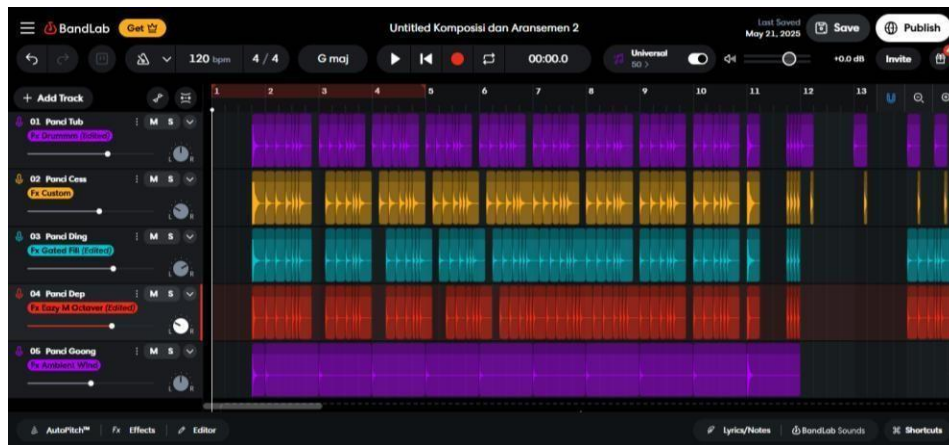 BandLab Get Untitled Komposisi dan Aransemen 2 Last Saved May 21, 2025 Save Publish
120 bpm 4 / 4 G maj 00:00.0 Universal 50 > +0.0 dB Invite
+ Add Track 1 2 3 4 5 6 7 8 9 10 11 12 13
01 Panci Tub M S
Fx Drummm (Edited)
L R
02 Panci Cess M S
Fx Custom
L R
03 Panci Ding M S
Fx Gated Fill (Edited)
L R
04 Panci Dep M S
Fx Eazy M Octaver (Edited)
L R
05 Panci Goong M S
Fx Ambient Wind
L R
AutoPitch™ Fx Effects Editor Lyrics/Notes BandLab Sounds Shortcuts